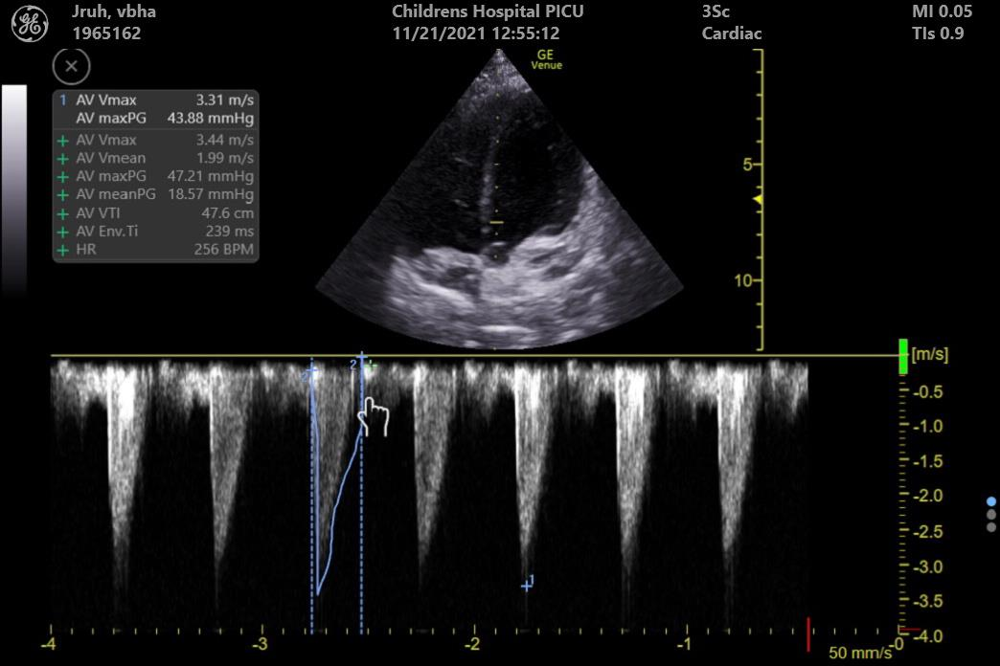 GE
Jruh, vbha
1965162
Childrens Hospital PICU
11/21/2021 12:55:12
3Sc
Cardiac
MI 0.05
TIs 0.9
GE
Venue
1 AV Vmax 3.31 m/s
AV maxPG 43.88 mmHg
+ AV Vmax 3.44 m/s
+ AV Vmean 1.99 m/s
+ AV maxPG 47.21 mmHg
+ AV meanPG 18.57 mmHg
+ AV VTI 47.6 cm
+ AV Env.Ti 239 ms
+ HR 256 BPM
5
10
2
2
1
[m/s]
-0.5
-1.0
-1.5
-2.0
-2.5
-3.0
-3.5
-4.0
-4 -3 -2 -1 -0
50 mm/s